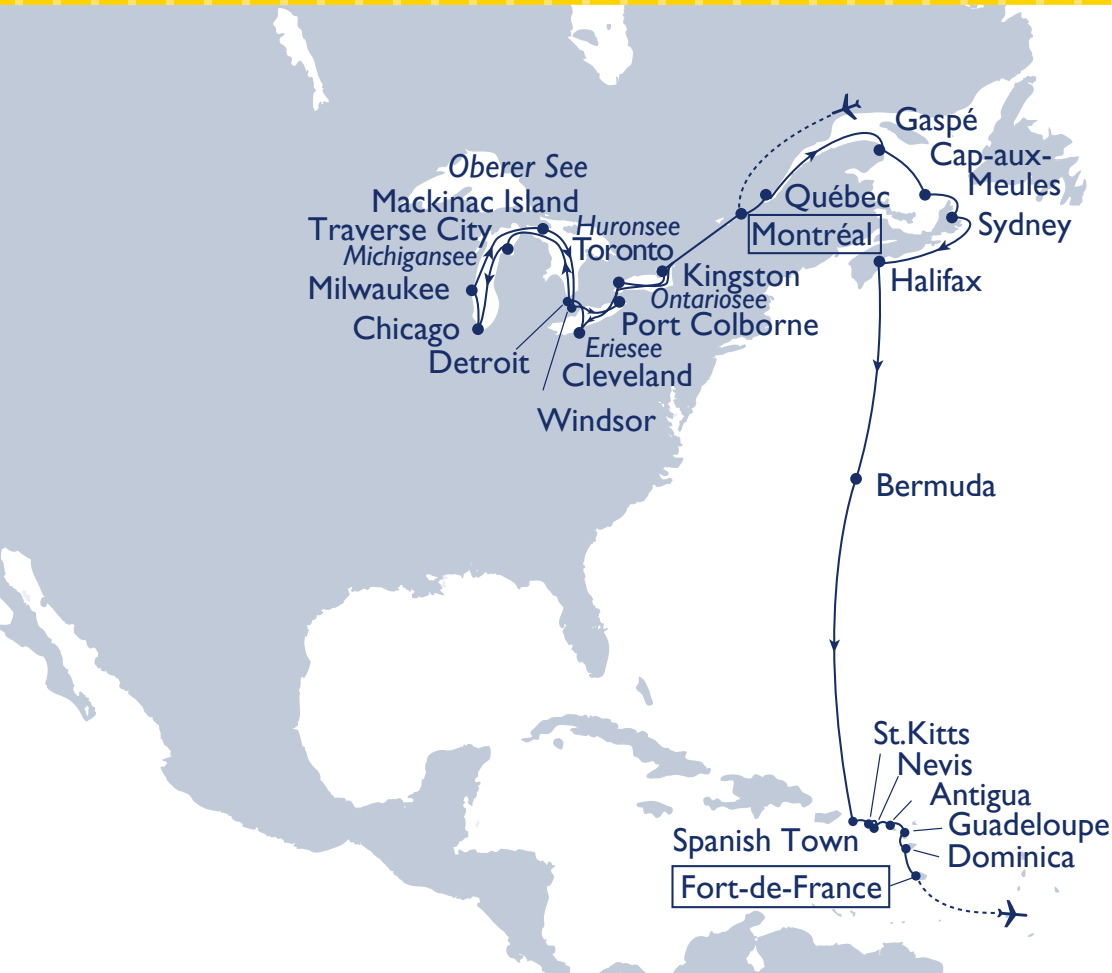 Gaspé
Cap-aux-
Meules
Oberer See
Mackinac Island
Québec
Traverse City
Huronsee
Sydney
Montréal
Michigansee
Toronto
Kingston
Halifax
Milwaukee
Ontariosee
Chicago
Port Colborne
Detroit
Eriesee
Cleveland
Windsor
Bermuda
St.Kitts
Nevis
Antigua
Guadeloupe
Spanish Town
Dominica
Fort-de-France